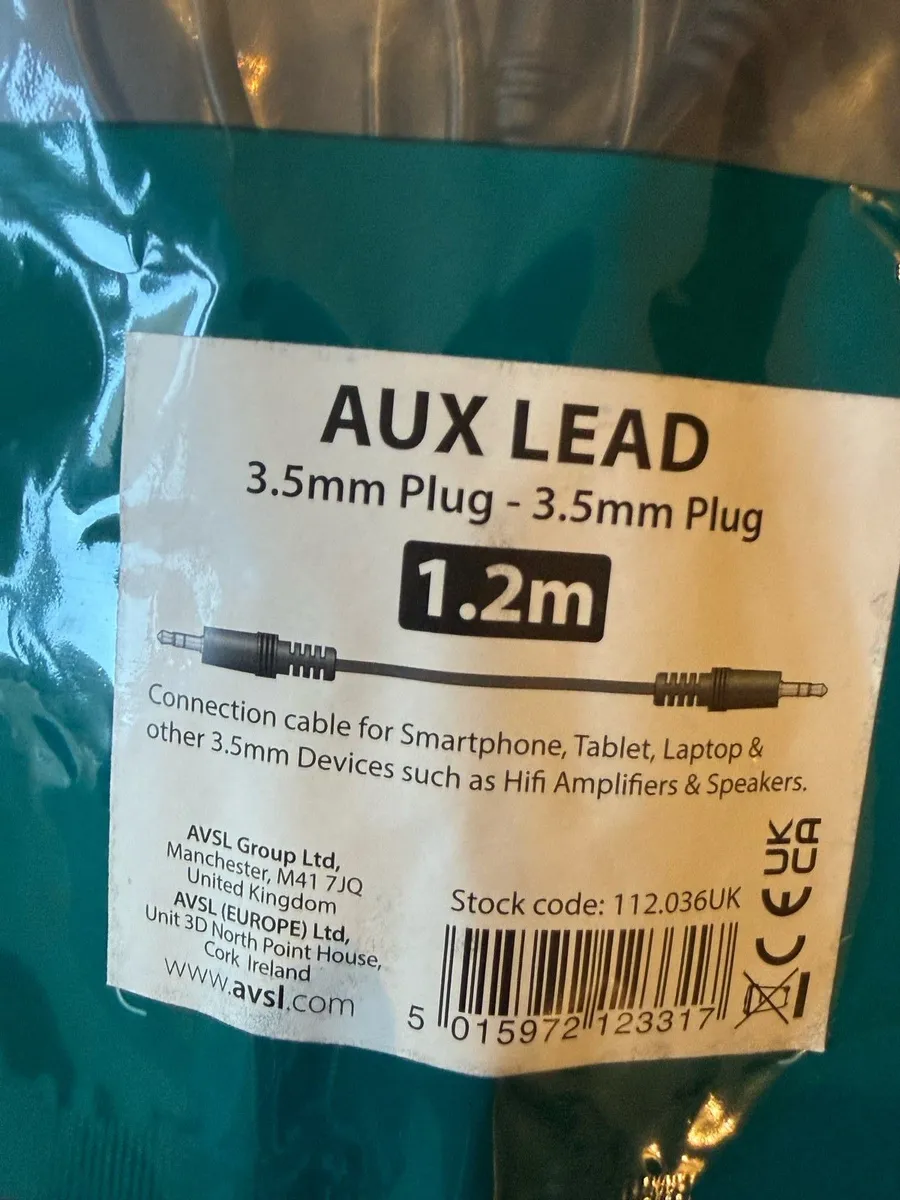 AUX LEAD
3.5mm Plug - 3.5mm Plug
1.2m
Connection cable for Smartphone, Tablet, Laptop &
other 3.5mm Devices such as Hifi Amplifiers & Speakers.
AVSL Group Ltd,
Manchester, M41 7JQ
United Kingdom
AVSL (EUROPE) Ltd,
Unit 3D North Point House,
Cork Ireland
www.avsl.com
Stock code: 112.036UK
5 015972 123317
UK
CA
CE